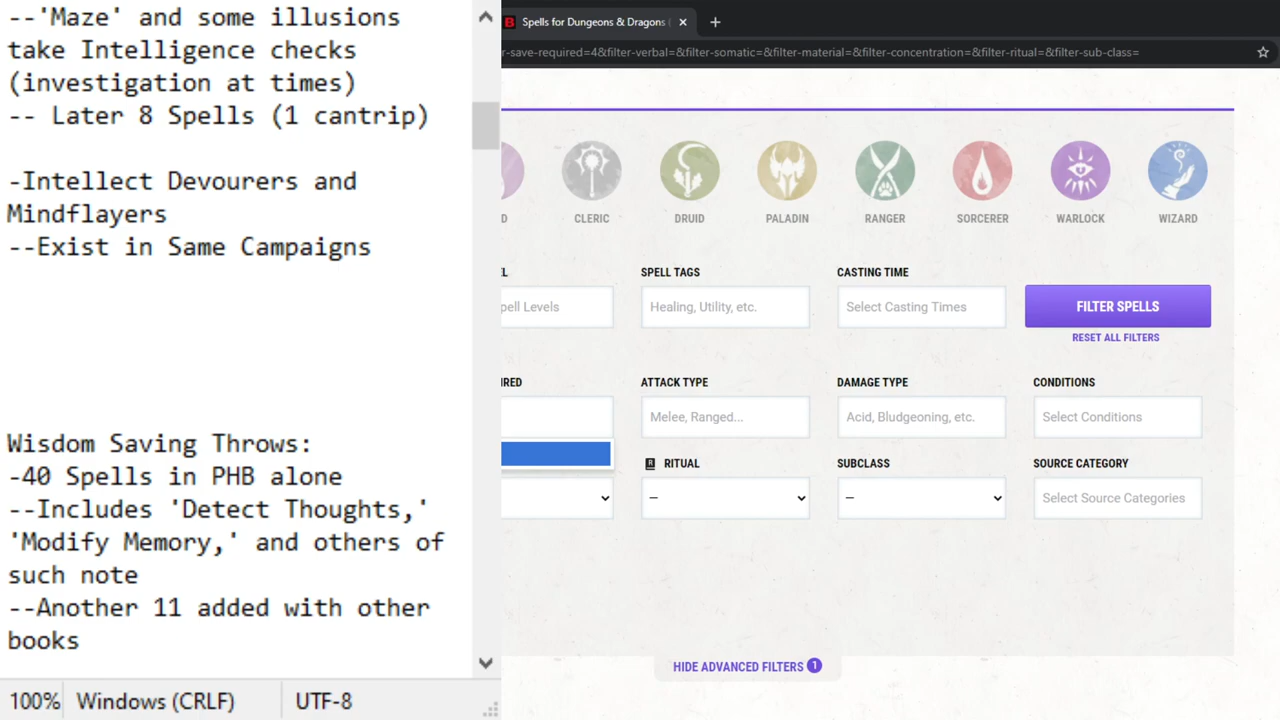 --'Maze' and some illusions
take Intelligence checks
(investigation at times)
-- Later 8 Spells (1 cantrip)
-Intellect Devourers and
Mindflayers
--Exist in Same Campaigns
Wisdom Saving Throws:
-40 Spells in PHB alone
--Includes 'Detect Thoughts,'
'Modify Memory,' and others of
such note
--Another 11 added with other
books
100% Windows (CRLF) UTF-8
Spells for Dungeons & Dragons
r-save-required=4&filter-verbal=&filter-somatic=&filter-material=&filter-concentration=&filter-ritual=&filter-sub-class=
D CLERIC DRUID PALADIN RANGER SORCERER WARLOCK WIZARD
EL SPELL TAGS CASTING TIME
pell Levels Healing, Utility, etc. Select Casting Times FILTER SPELLS
RESET ALL FILTERS
IRED ATTACK TYPE DAMAGE TYPE CONDITIONS
Melee, Ranged... Acid, Bludgeoning, etc. Select Conditions
RITUAL SUBCLASS SOURCE CATEGORY
– – Select Source Categories
HIDE ADVANCED FILTERS 1